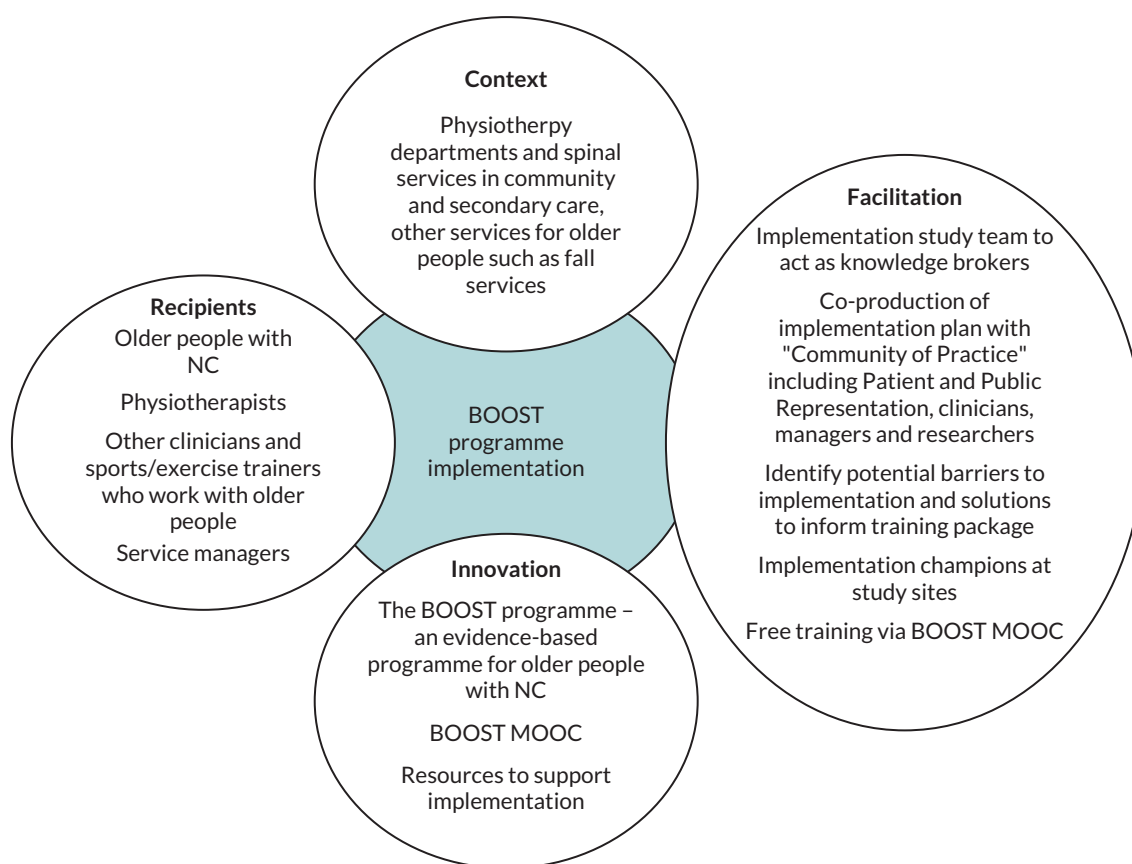 Context
Physiotherpy
departments and spinal
services in community
and secondary care,
other services for older
people such as fall
services
Recipients
Older people with
NC
Physiotherapists
Other clinicians and
sports/exercise trainers
who work with older
people
Service managers
BOOST
programme
implementation
Facilitation
Implementation study team to
act as knowledge brokers
Co-production of
implementation plan with
"Community of Practice"
including Patient and Public
Representation, clinicians,
managers and researchers
Identify potential barriers to
implementation and solutions
to inform training package
Implementation champions at
study sites
Free training via BOOST MOOC
Innovation
The BOOST programme –
an evidence-based
programme for older people
with NC
BOOST MOOC
Resources to support
implementation